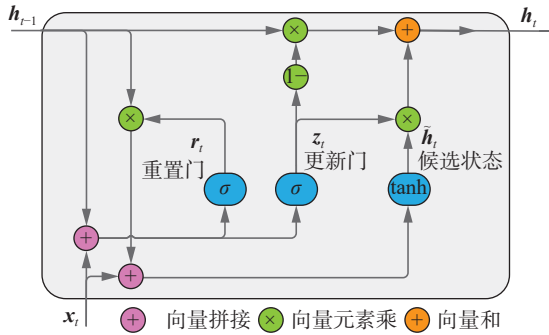 h_{t−1}
h_t
×
+
1−
×
×
r_t
z_t
h̃_t
重置门
更新门
候选状态
σ
σ
tanh
+
+
x_t
+ 向量拼接 × 向量元素乘 + 向量和